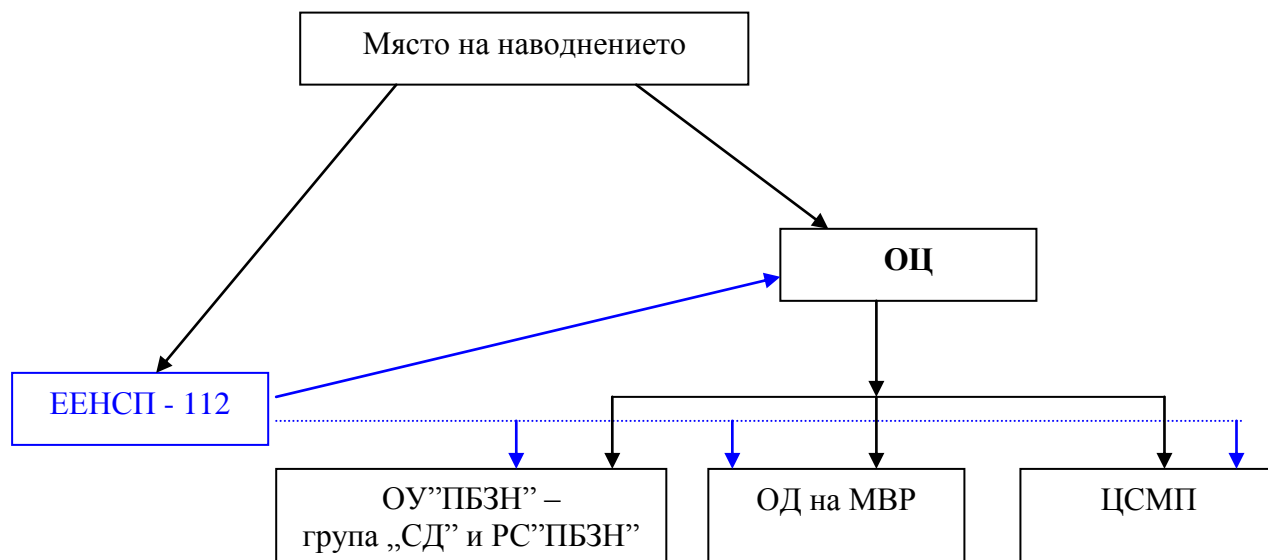 Място на наводнението
ОЦ
ЕЕНСП - 112
ОУ”ПБЗН” –
група „СД” и РС”ПБЗН”
ОД на МВР
ЦСМП